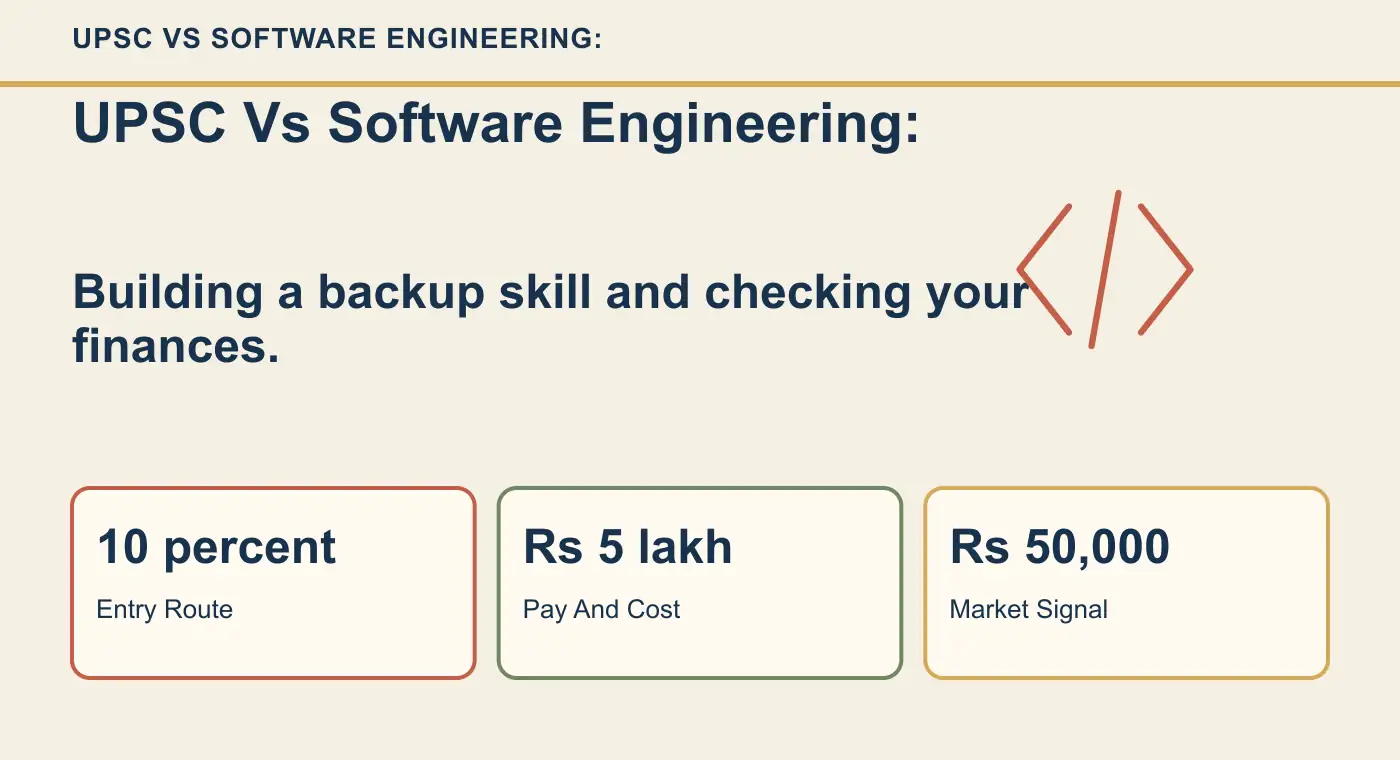 UPSC VS SOFTWARE ENGINEERING:
UPSC Vs Software Engineering:
Building a backup skill and checking your
finances.
10 percent
Entry Route
Rs 5 lakh
Pay And Cost
Rs 50,000
Market Signal